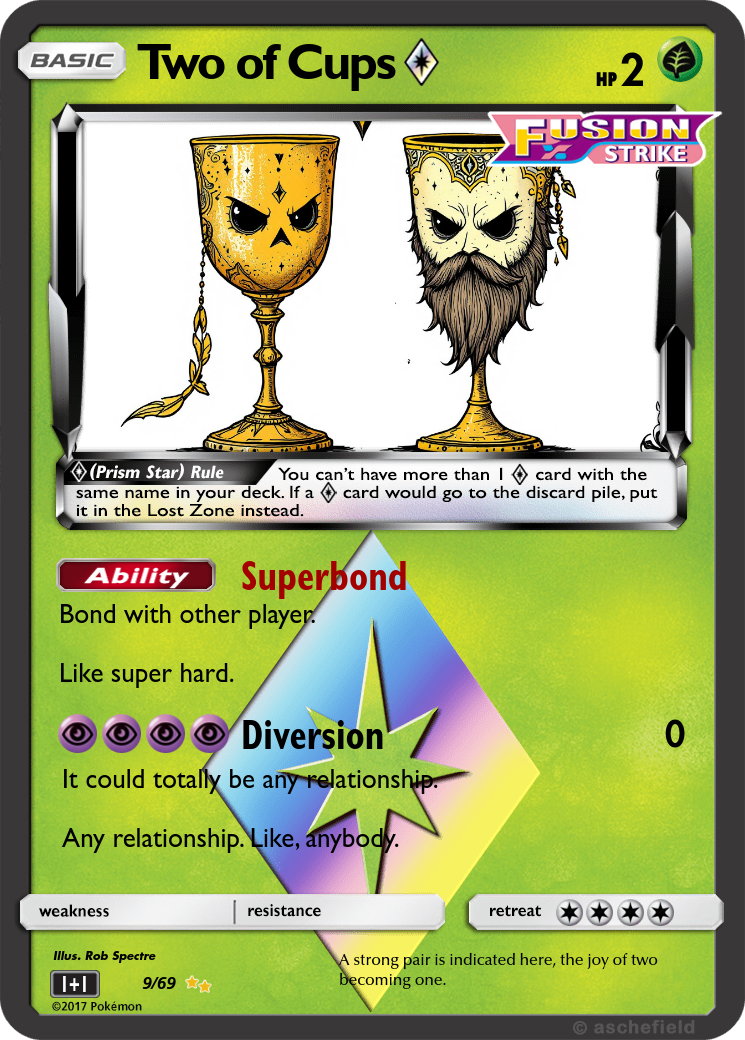 BASIC Two of Cups HP 2
FUSION
STRIKE
(Prism Star) Rule You can't have more than 1 card with the
same name in your deck. If a card would go to the discard pile, put
it in the Lost Zone instead.
Ability Superbond
Bond with other player.
Like super hard.
Diversion 0
It could totally be any relationship.
Any relationship. Like, anybody.
weakness resistance retreat
Illus. Rob Spectre
A strong pair is indicated here, the joy of two
becoming one.
1+1 9/69
©2017 Pokémon
© aschefield